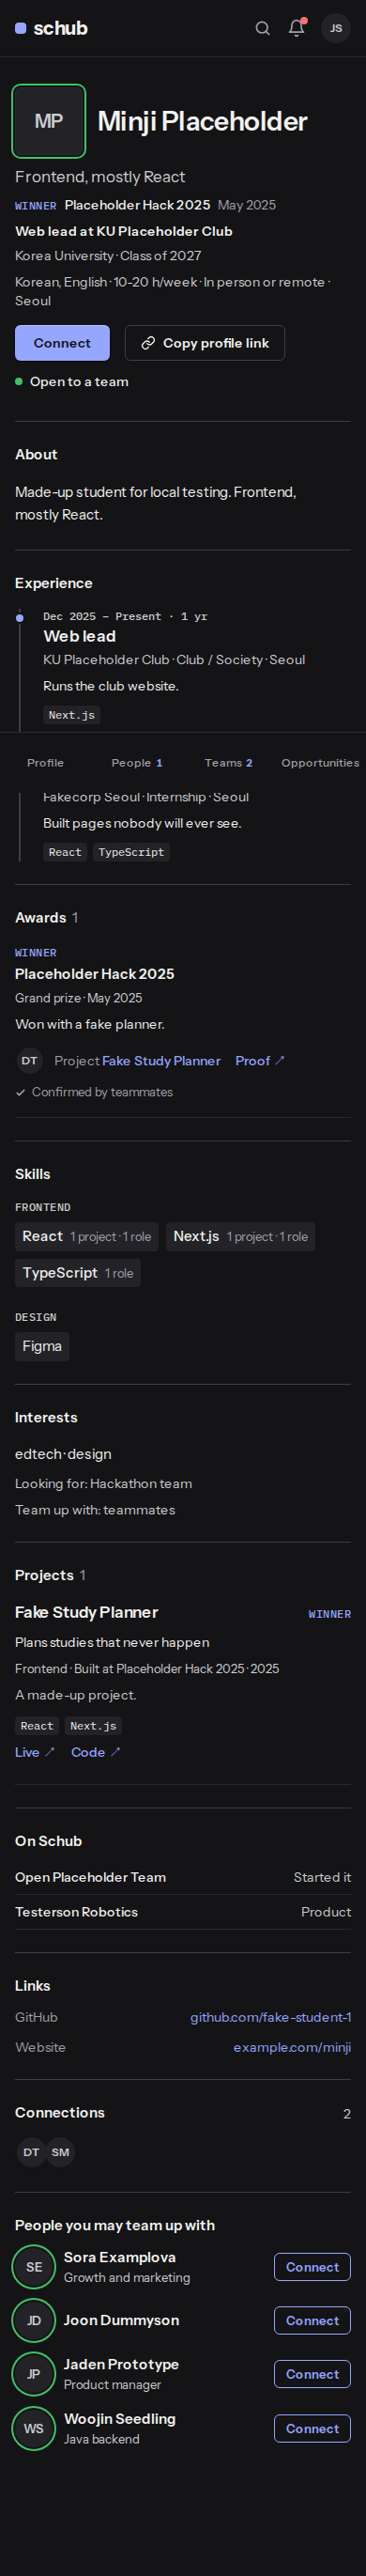 schub
JS
MP
Minji Placeholder
Frontend, mostly React
WINNER Placeholder Hack 2025 May 2025
Web lead at KU Placeholder Club
Korea University · Class of 2027
Korean, English · 10-20 h/week · In person or remote ·
Seoul
Connect Copy profile link
Open to a team
About
Made-up student for local testing. Frontend,
mostly React.
Experience
Dec 2025 – Present · 1 yr
Web lead
KU Placeholder Club · Club / Society · Seoul
Runs the club website.
Next.js
Profile People 1 Teams 2 Opportunities
Fakecorp Seoul · Internship · Seoul
Built pages nobody will ever see.
React TypeScript
Awards 1
WINNER
Placeholder Hack 2025
Grand prize · May 2025
Won with a fake planner.
DT Project Fake Study Planner Proof ↗
Confirmed by teammates
Skills
FRONTEND
React 1 project · 1 role Next.js 1 project · 1 role
TypeScript 1 role
DESIGN
Figma
Interests
edtech · design
Looking for: Hackathon team
Team up with: teammates
Projects 1
Fake Study Planner WINNER
Plans studies that never happen
Frontend · Built at Placeholder Hack 2025 · 2025
A made-up project.
React Next.js
Live ↗ Code ↗
On Schub
Open Placeholder Team Started it
Testerson Robotics Product
Links
GitHub github.com/fake-student-1
Website example.com/minji
Connections 2
DT SM
People you may team up with
SE Sora Examplova Connect
Growth and marketing
JD Joon Dummyson Connect
JP Jaden Prototype Connect
Product manager
WS Woojin Seedling Connect
Java backend